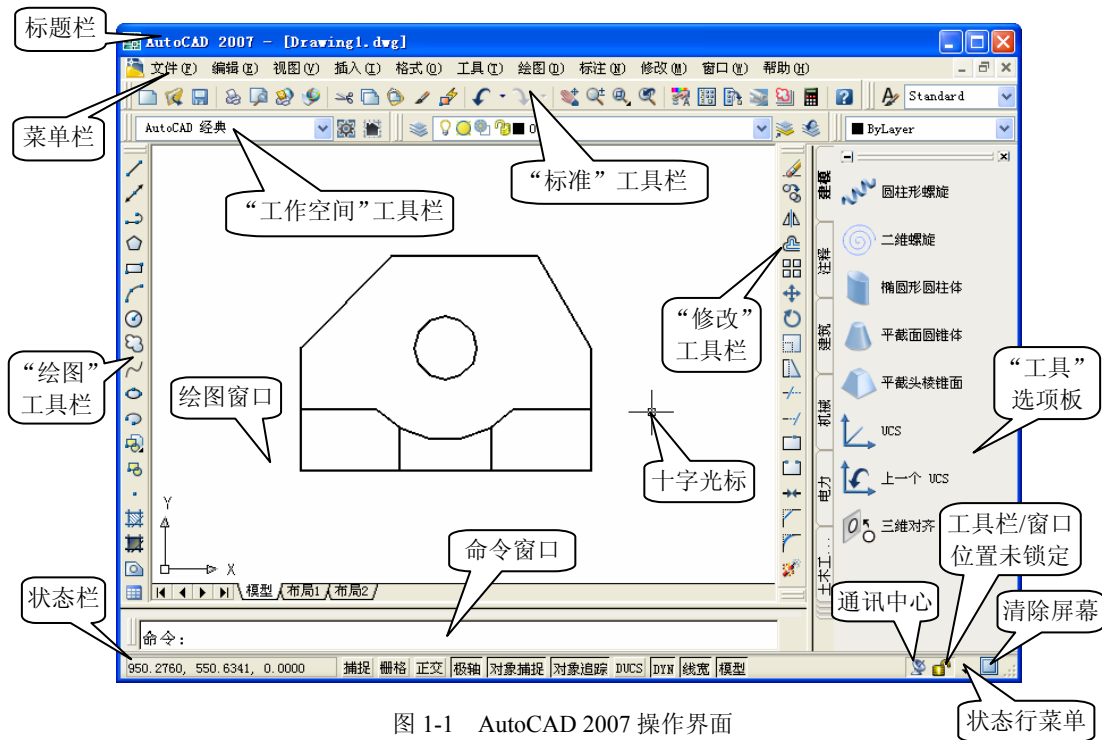 标题栏
AutoCAD 2007 - [Drawing1.dwg]
文件(F) 编辑(E) 视图(V) 插入(I) 格式(O) 工具(T) 绘图(D) 标注(N) 修改(M) 窗口(W) 帮助(H)
菜单栏
Standard
AutoCAD 经典
0
ByLayer
“标准”工具栏
“工作空间”工具栏
建模
圆柱形螺旋
二维螺旋
注释
椭圆形圆柱体
“修改”
工具栏
建筑
平截面圆锥体
“绘图”
工具栏
绘图窗口
平截头棱锥面
“工具”
选项板
机械
UCS
十字光标
电力
上一个 UCS
Y
X
命令窗口
三维对齐
工具栏/窗口
位置未锁定
土木工...
模型 布局1 布局2
状态栏
通讯中心
清除屏幕
命令:
950.2760, 550.6341, 0.0000 捕捉 栅格 正交 极轴 对象捕捉 对象追踪 DUCS DYN 线宽 模型
状态行菜单
图 1-1 AutoCAD 2007 操作界面